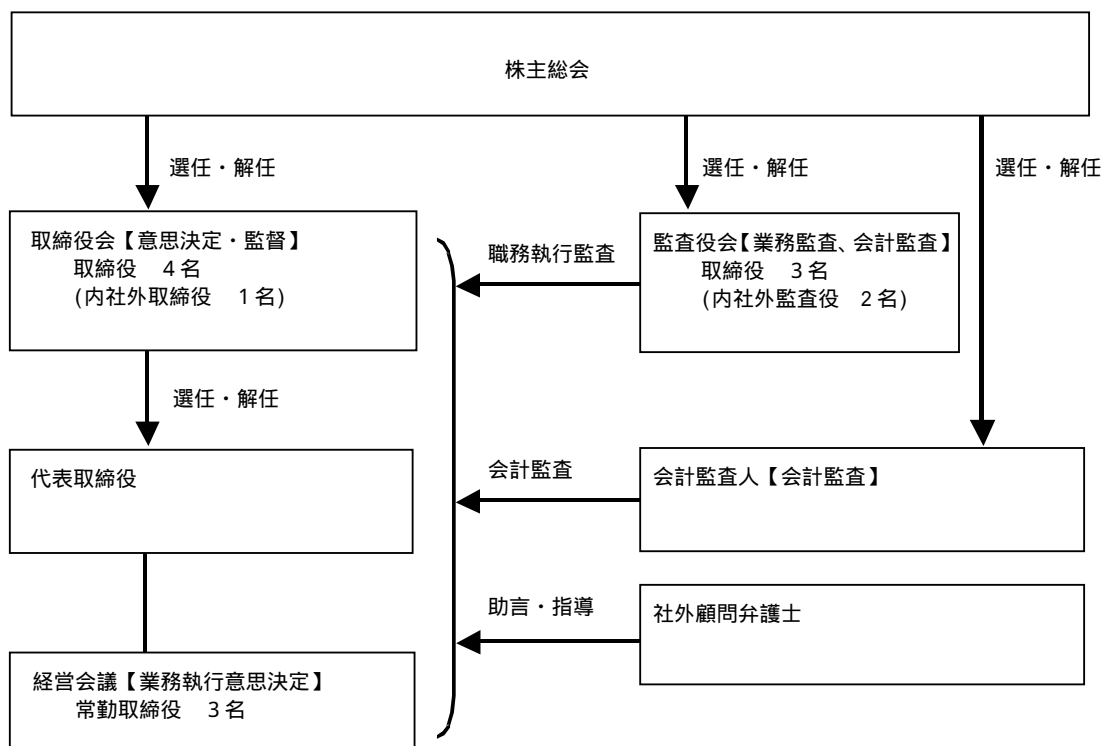 株主総会
選任・解任
選任・解任
選任・解任
取締役会【意思決定・監督】
取締役　4名
(内社外取締役　1名)
職務執行監査
監査役会【業務監査、会計監査】
取締役　3名
(内社外監査役　2名)
選任・解任
代表取締役
会計監査
会計監査人【会計監査】
助言・指導
社外顧問弁護士
経営会議【業務執行意思決定】
常勤取締役　3名